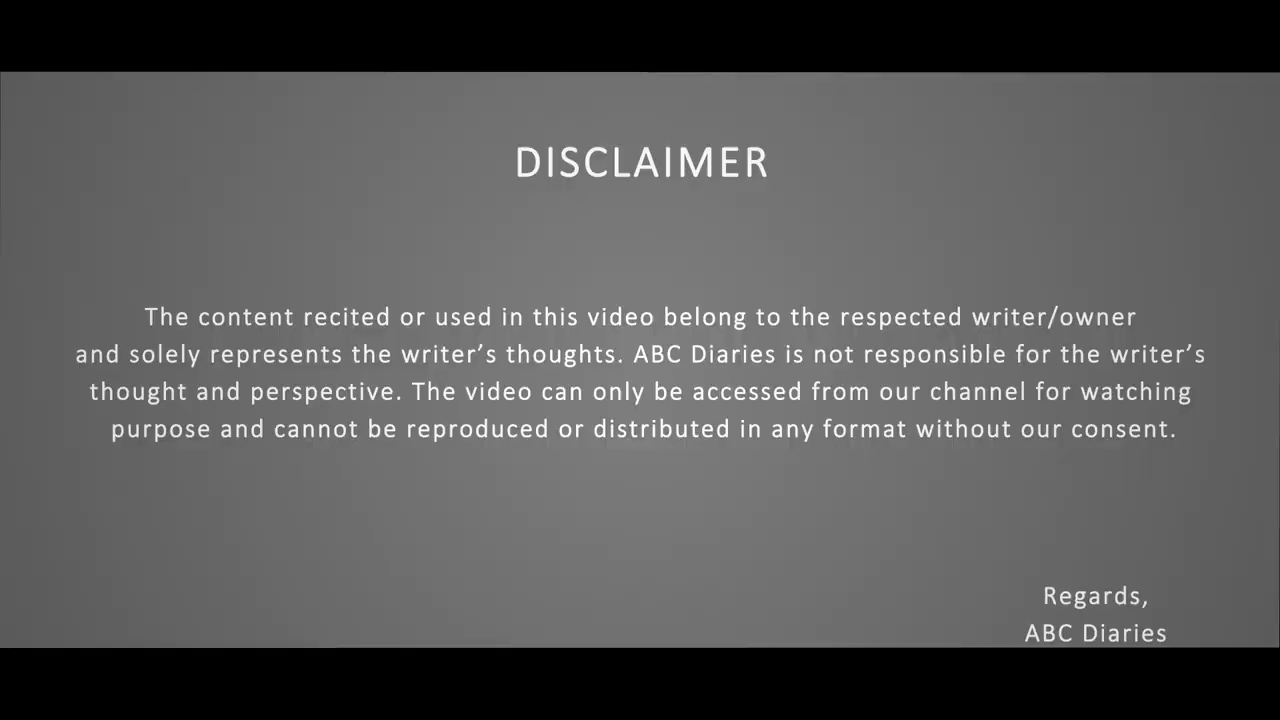 DISCLAIMER
The content recited or used in this video belong to the respected writer/owner
and solely represents the writer’s thoughts. ABC Diaries is not responsible for the writer’s
thought and perspective. The video can only be accessed from our channel for watching
purpose and cannot be reproduced or distributed in any format without our consent.
Regards,
ABC Diaries